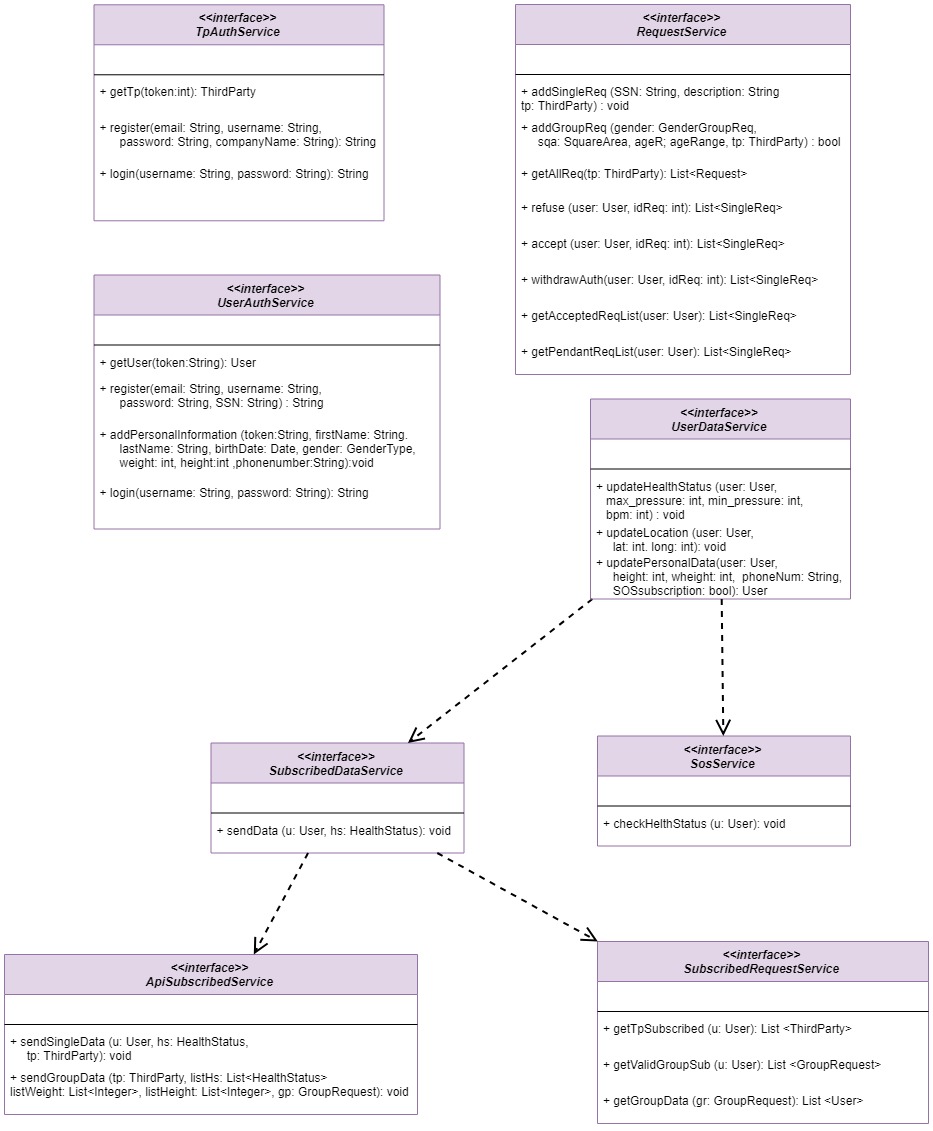 <<interface>>
TpAuthService
+ getTp(token:int): ThirdParty
+ register(email: String, username: String,
password: String, companyName: String): String
+ login(username: String, password: String): String
<<interface>>
RequestService
+ addSingleReq (SSN: String, description: String
tp: ThirdParty) : void
+ addGroupReq (gender: GenderGroupReq,
sqa: SquareArea, ageR; ageRange, tp: ThirdParty) : bool
+ getAllReq(tp: ThirdParty): List<Request>
+ refuse (user: User, idReq: int): List<SingleReq>
+ accept (user: User, idReq: int): List<SingleReq>
+ withdrawAuth(user: User, idReq: int): List<SingleReq>
+ getAcceptedReqList(user: User): List<SingleReq>
+ getPendantReqList(user: User): List<SingleReq>
<<interface>>
UserAuthService
+ getUser(token:String): User
+ register(email: String, username: String,
password: String, SSN: String) : String
+ addPersonalInformation (token:String, firstName: String.
lastName: String, birthDate: Date, gender: GenderType,
weight: int, height:int ,phonenumber:String):void
+ login(username: String, password: String): String
<<interface>>
UserDataService
+ updateHealthStatus (user: User,
max_pressure: int, min_pressure: int,
bpm: int) : void
+ updateLocation (user: User,
lat: int. long: int): void
+ updatePersonalData(user: User,
height: int, wheight: int, phoneNum: String,
SOSsubscription: bool): User
<<interface>>
SubscribedDataService
+ sendData (u: User, hs: HealthStatus): void
<<interface>>
SosService
+ checkHelthStatus (u: User): void
<<interface>>
ApiSubscribedService
+ sendSingleData (u: User, hs: HealthStatus,
tp: ThirdParty): void
+ sendGroupData (tp: ThirdParty, listHs: List<HealthStatus>
listWeight: List<Integer>, listHeight: List<Integer>, gp: GroupRequest): void
<<interface>>
SubscribedRequestService
+ getTpSubscribed (u: User): List <ThirdParty>
+ getValidGroupSub (u: User): List <GroupRequest>
+ getGroupData (gr: GroupRequest): List <User>